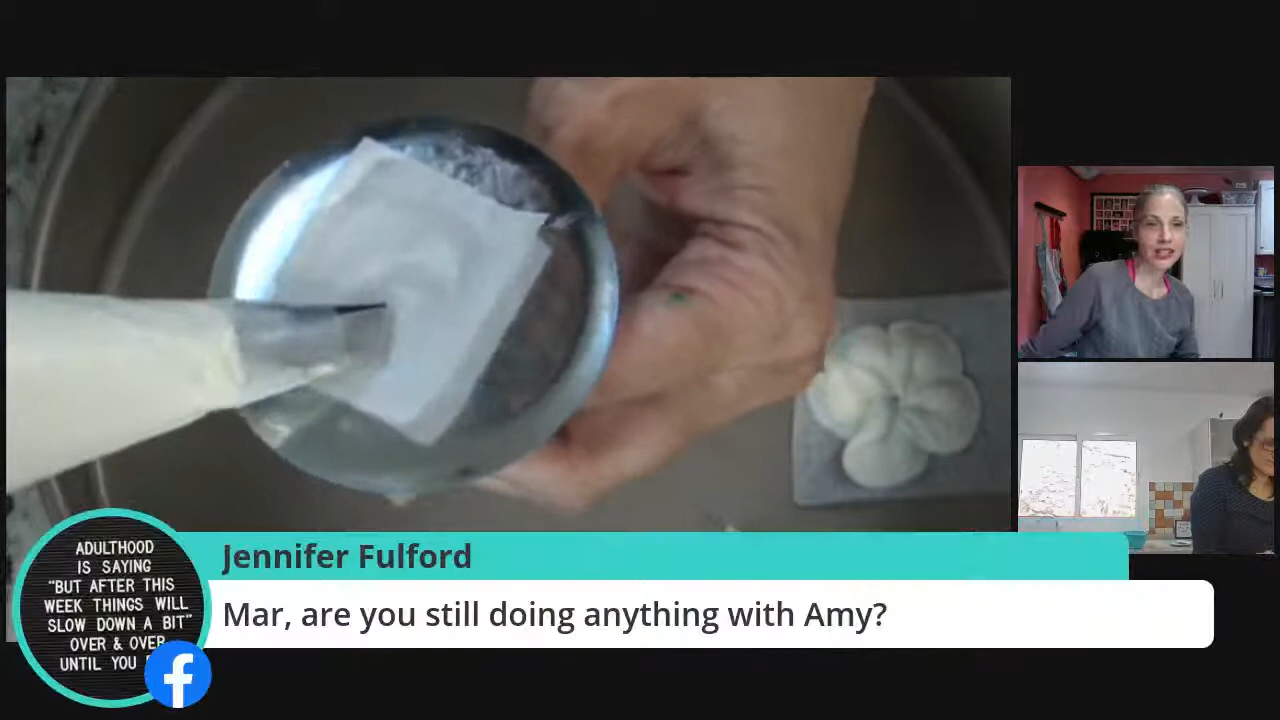 Jennifer Fulford
Mar, are you still doing anything with Amy?
ADULTHOOD
IS SAYING
"BUT AFTER THIS
WEEK THINGS WILL
SLOW DOWN A BIT"
OVER & OVER
UNTIL YOU